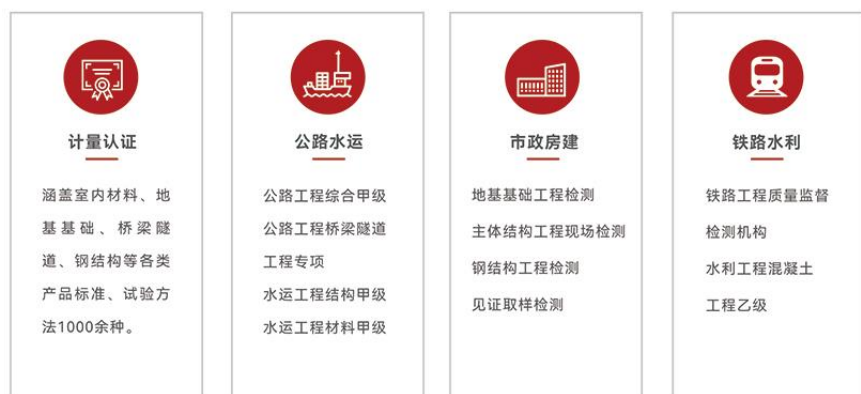 计量认证
涵盖室内材料、地
基基础、桥梁隧
道、钢结构等各类
产品标准、试验方
法1000余种。
公路水运
公路工程综合甲级
公路工程桥梁隧道
工程专项
水运工程结构甲级
水运工程材料甲级
市政房建
地基基础工程检测
主体结构工程现场检测
钢结构工程检测
见证取样检测
铁路水利
铁路工程质量监督
检测机构
水利工程混凝土
工程乙级